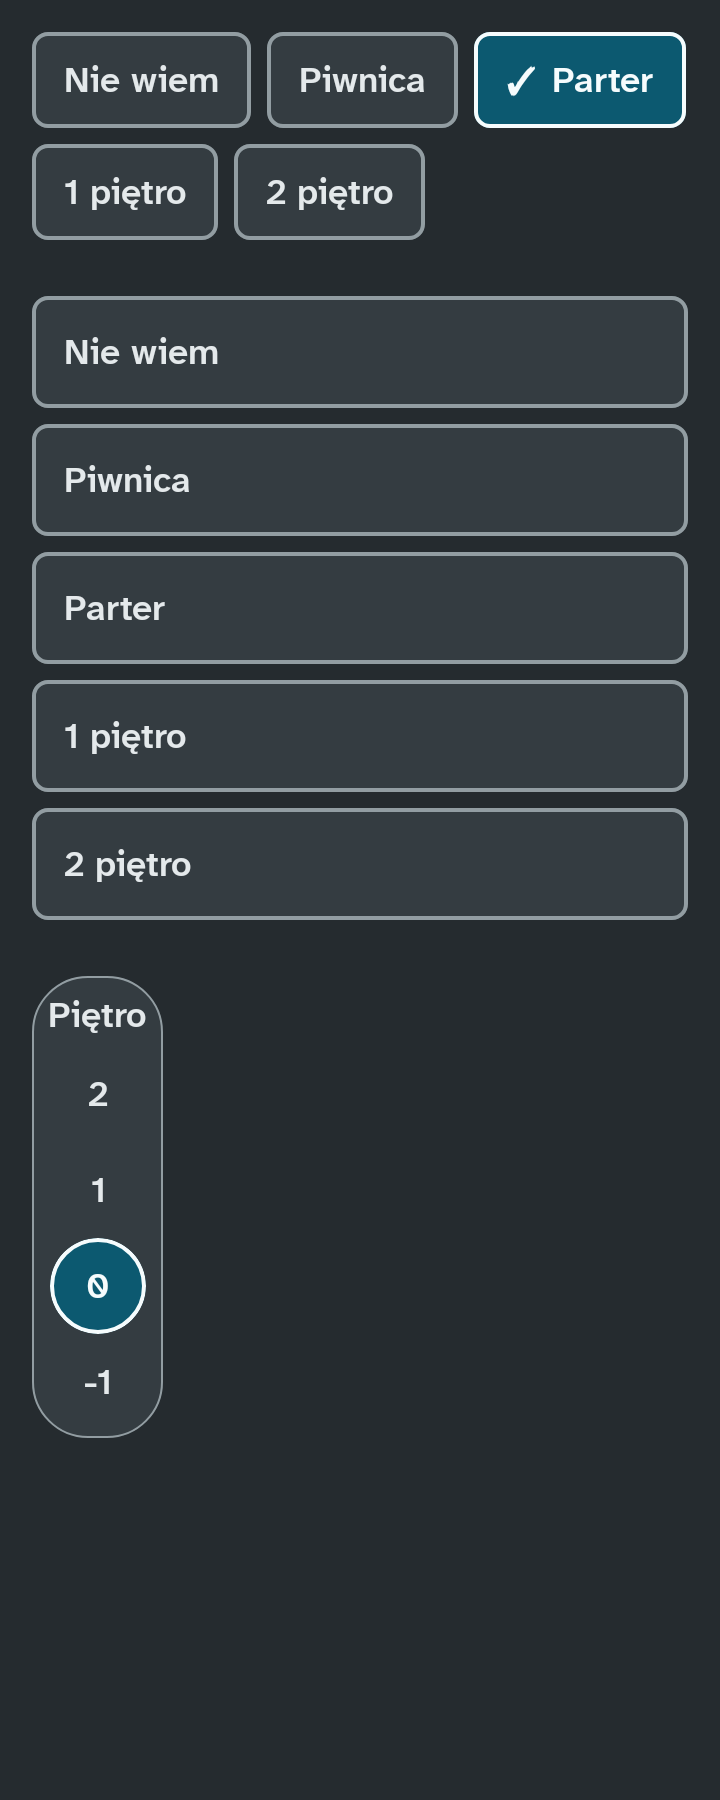 Nie wiem Piwnica ✓ Parter
1 piętro 2 piętro
Nie wiem
Piwnica
Parter
1 piętro
2 piętro
Piętro
2
1
0
-1